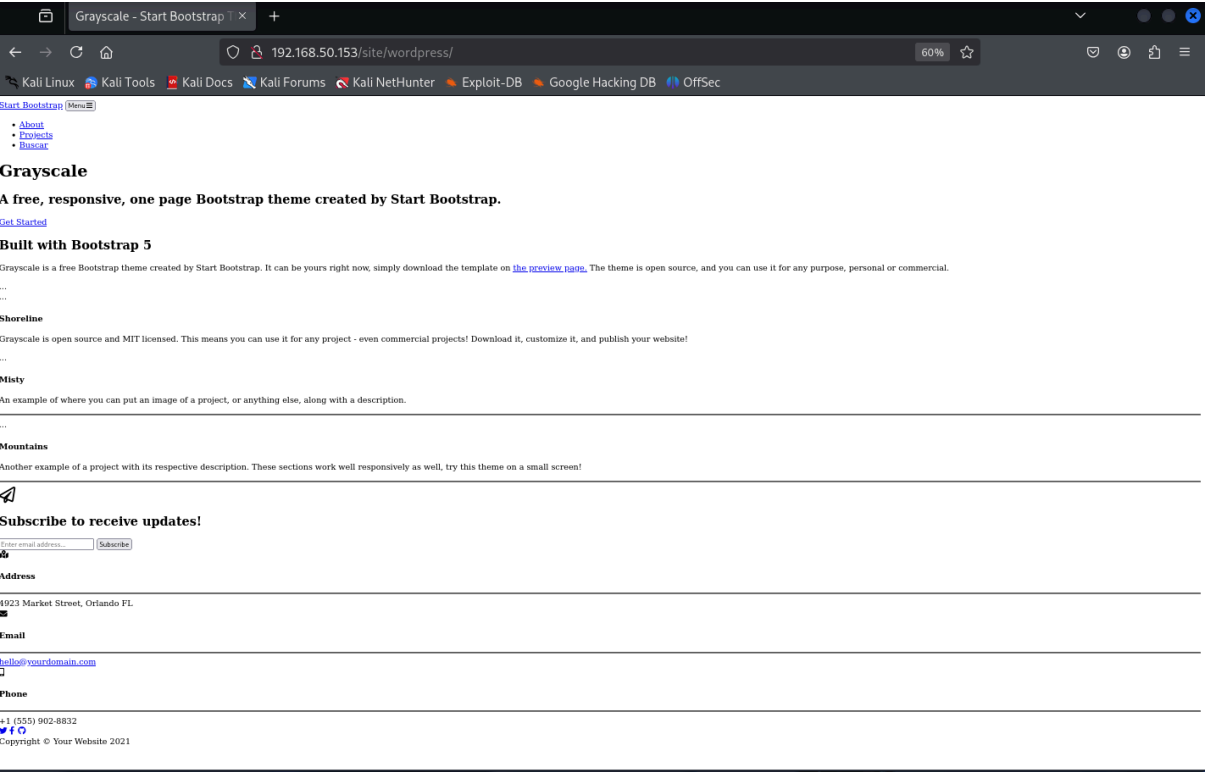 Grayscale - Start Bootstrap T
192.168.50.153/site/wordpress/
60%
Kali Linux Kali Tools Kali Docs Kali Forums Kali NetHunter Exploit-DB Google Hacking DB OffSec
Start Bootstrap Menu
About
Projects
Buscar
Grayscale
A free, responsive, one page Bootstrap theme created by Start Bootstrap.
Get Started
Built with Bootstrap 5
Grayscale is a free Bootstrap theme created by Start Bootstrap. It can be yours right now, simply download the template on the preview page. The theme is open source, and you can use it for any purpose, personal or commercial.
...
...
Shoreline
Grayscale is open source and MIT licensed. This means you can use it for any project - even commercial projects! Download it, customize it, and publish your website!
...
Misty
An example of where you can put an image of a project, or anything else, along with a description.
...
Mountains
Another example of a project with its respective description. These sections work well responsively as well, try this theme on a small screen!
Subscribe to receive updates!
Enter email address... Subscribe
Address
4923 Market Street, Orlando FL
Email
hello@yourdomain.com
Phone
+1 (555) 902-8832
Copyright © Your Website 2021